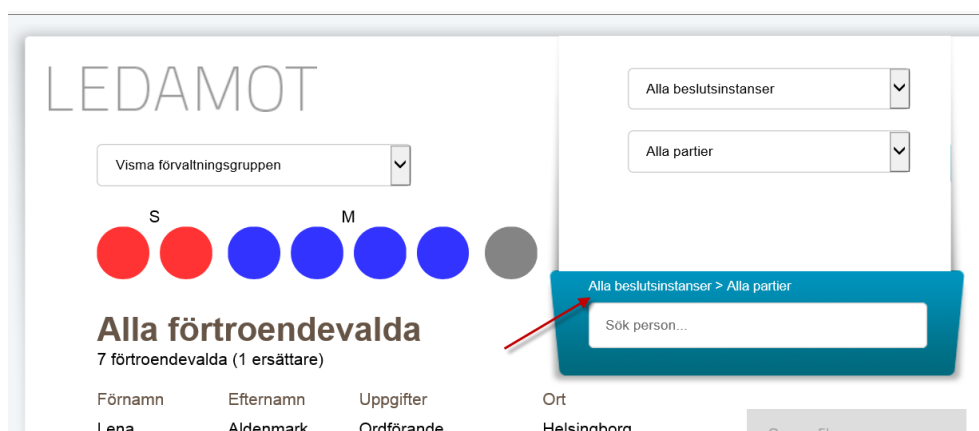 LEDAMOT
Alla beslutsinstanser
Alla partier
Visma förvaltningsgruppen
S M
Alla beslutsinstanser > Alla partier
Sök person...
Alla förtroendevalda
7 förtroendevalda (1 ersättare)
Förnamn Efternamn Uppgifter Ort
Lena Aldenmark Ordförande Helsingborg